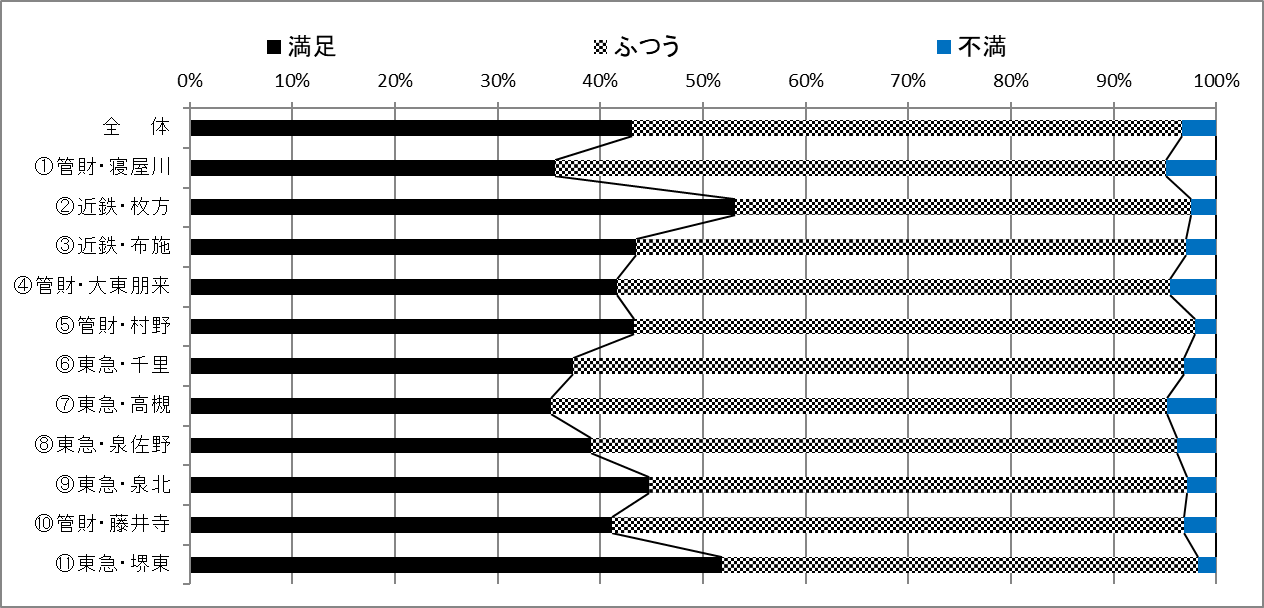 満足 ふつう 不満
0% 10% 20% 30% 40% 50% 60% 70% 80% 90% 100%
全 体
①管財・寝屋川
②近鉄・枚方
③近鉄・布施
④管財・大東朋来
⑤管財・村野
⑥東急・千里
⑦東急・高槻
⑧東急・泉佐野
⑨東急・泉北
⑩管財・藤井寺
⑪東急・堺東